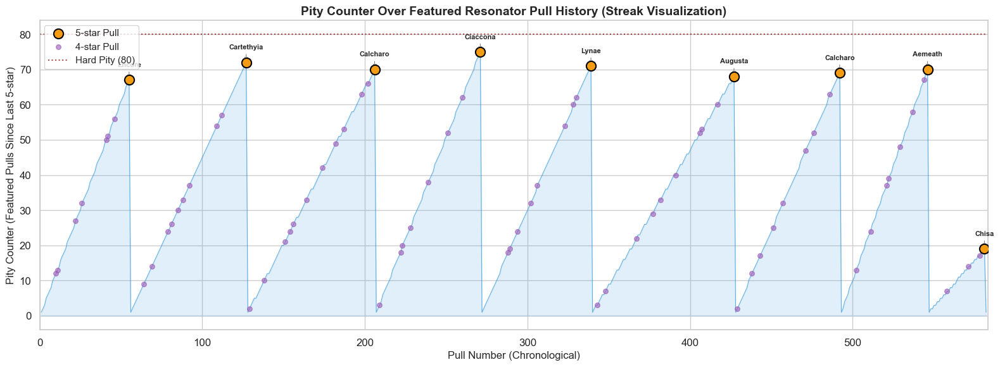 Pity Counter Over Featured Resonator Pull History (Streak Visualization)
5-star Pull
4-star Pull
Hard Pity (80)
Encore
Cartethyia
Calcharo
Ciaccona
Lynae
Augusta
Calcharo
Aemeath
Chisa
Pity Counter (Featured Pulls Since Last 5-star)
80
70
60
50
40
30
20
10
0
0 100 200 300 400 500
Pull Number (Chronological)